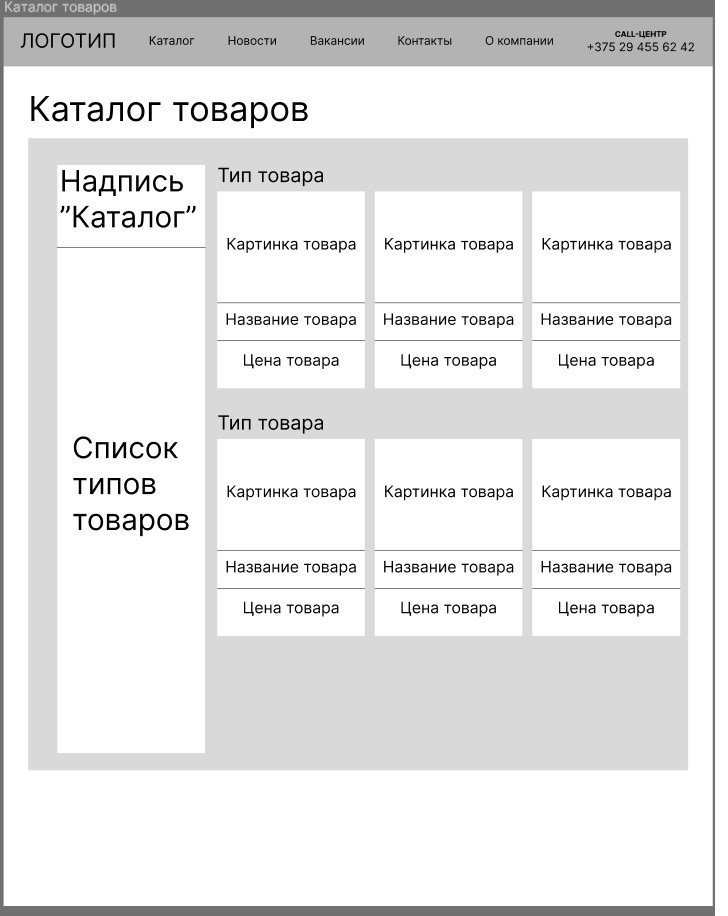 Каталог товаров
ЛОГОТИП Каталог Новости Вакансии Контакты О компании CALL-ЦЕНТР
+375 29 455 62 42
Каталог товаров
Надпись
”Каталог”
Список
типов
товаров
Тип товара
Картинка товара Картинка товара Картинка товара
Название товара Название товара Название товара
Цена товара Цена товара Цена товара
Тип товара
Картинка товара Картинка товара Картинка товара
Название товара Название товара Название товара
Цена товара Цена товара Цена товара